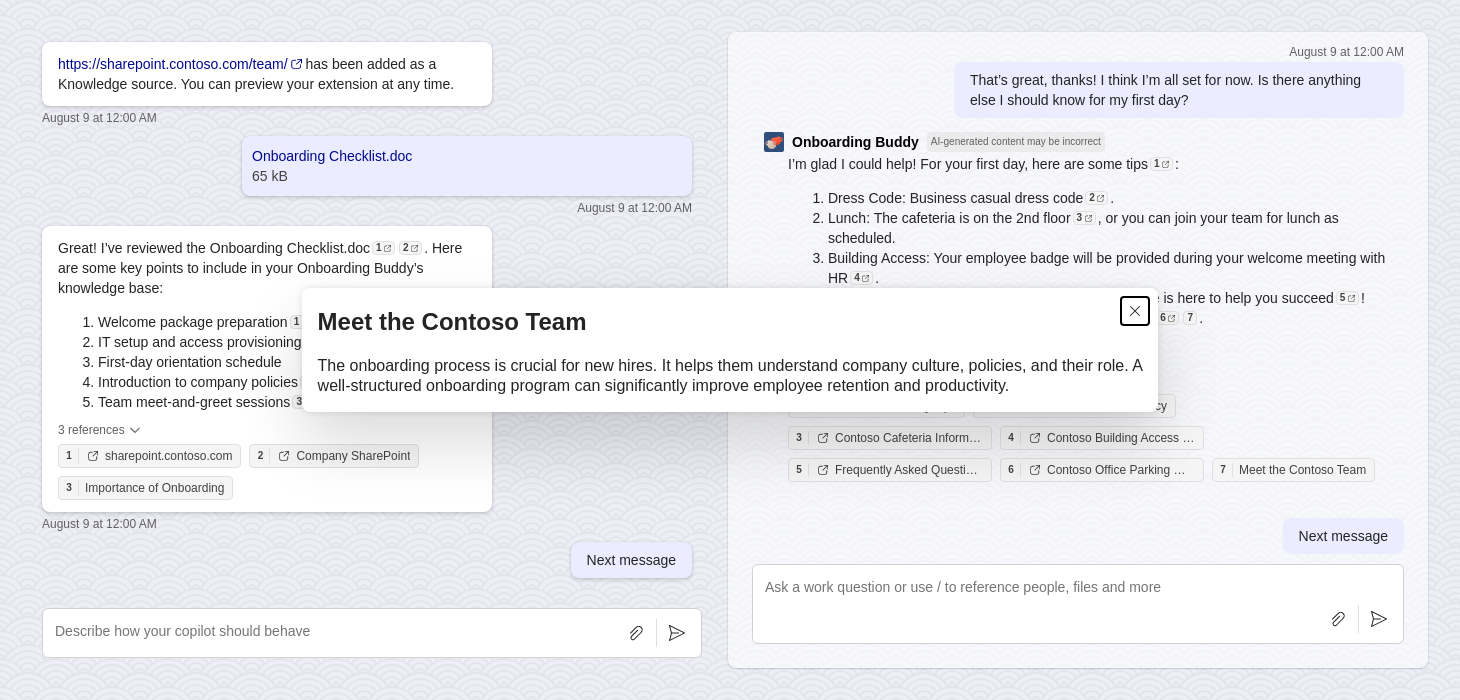 https://sharepoint.contoso.com/team/ has been added as a
Knowledge source. You can preview your extension at any time.
August 9 at 12:00 AM
Onboarding Checklist.doc
65 kB
August 9 at 12:00 AM
Great! I’ve reviewed the Onboarding Checklist.doc 1 2 . Here
are some key points to include in your Onboarding Buddy’s
knowledge base:
1. Welcome package preparation 1
2. IT setup and access provisioning
3. First-day orientation schedule
4. Introduction to company policies
5. Team meet-and-greet sessions 3
3 references
1 sharepoint.contoso.com 2 Company SharePoint
3 Importance of Onboarding
August 9 at 12:00 AM
Next message
Describe how your copilot should behave
August 9 at 12:00 AM
That’s great, thanks! I think I’m all set for now. Is there anything
else I should know for my first day?
Onboarding Buddy AI-generated content may be incorrect
I’m glad I could help! For your first day, here are some tips 1 :
1. Dress Code: Business casual dress code 2 .
2. Lunch: The cafeteria is on the 2nd floor 3 , or you can join your team for lunch as
scheduled.
3. Building Access: Your employee badge will be provided during your welcome meeting with
HR 4 .
is here to help you succeed 5 !
6 7 .
Meet the Contoso Team
The onboarding process is crucial for new hires. It helps them understand company culture, policies, and their role. A
well-structured onboarding program can significantly improve employee retention and productivity.
3 Contoso Cafeteria Inform… 4 Contoso Building Access …
5 Frequently Asked Questi… 6 Contoso Office Parking … 7 Meet the Contoso Team
Next message
Ask a work question or use / to reference people, files and more